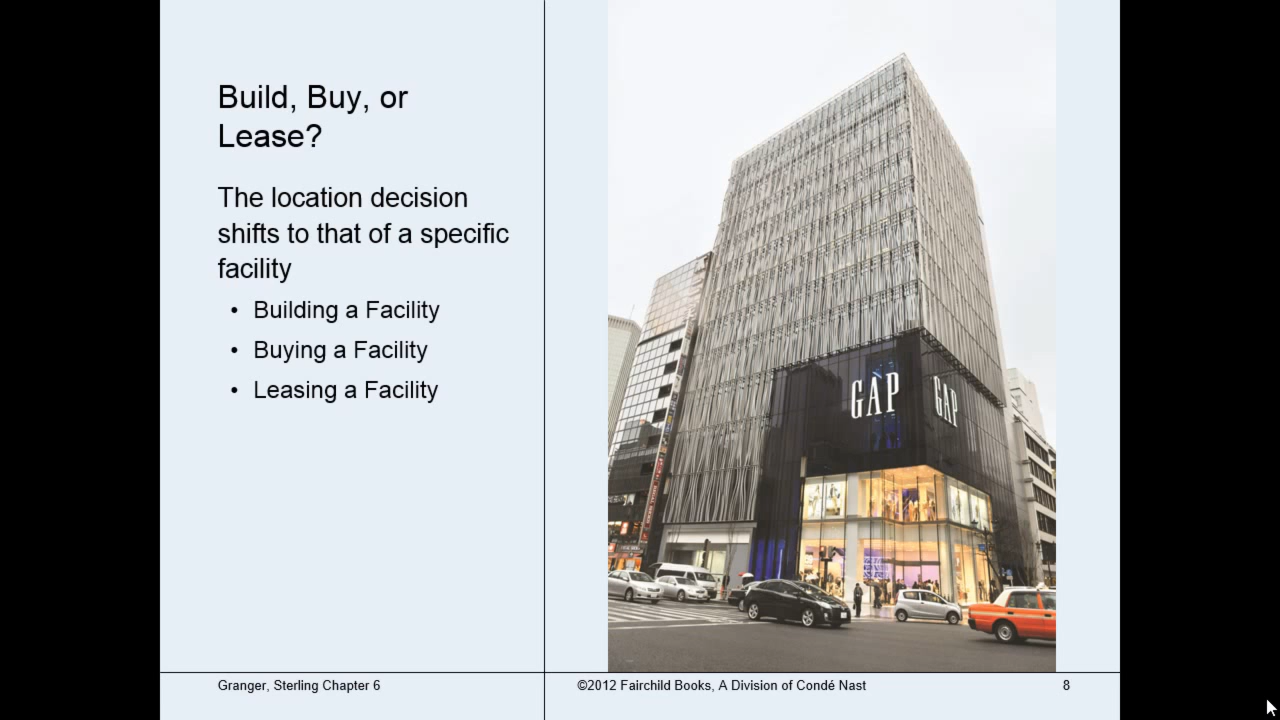 Build, Buy, or
Lease?
The location decision
shifts to that of a specific
facility
• Building a Facility
• Buying a Facility
• Leasing a Facility
GAP
GAP
Granger, Sterling Chapter 6
©2012 Fairchild Books, A Division of Condé Nast
8